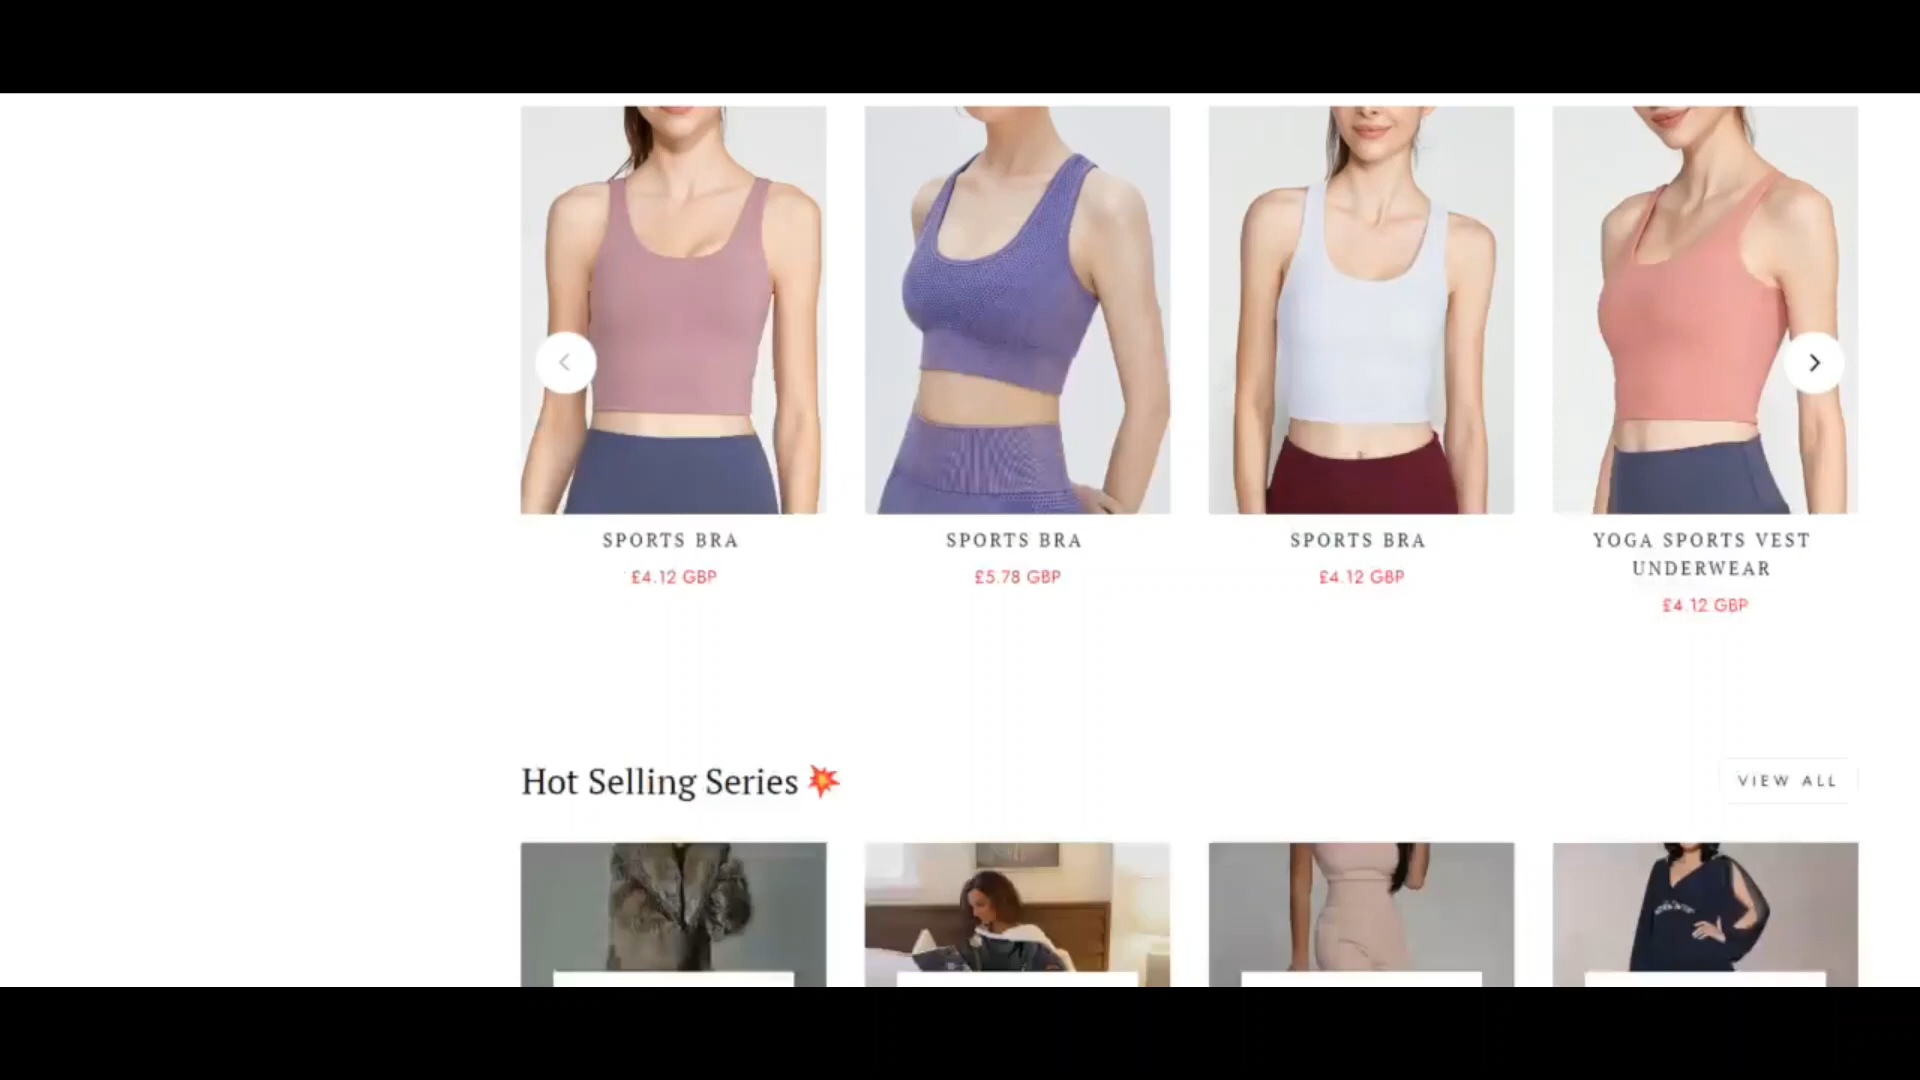 SPORTS BRA
£4.12 GBP
SPORTS BRA
£5.78 GBP
SPORTS BRA
£4.12 GBP
YOGA SPORTS VEST
UNDERWEAR
£4.12 GBP
Hot Selling Series 💥
VIEW ALL